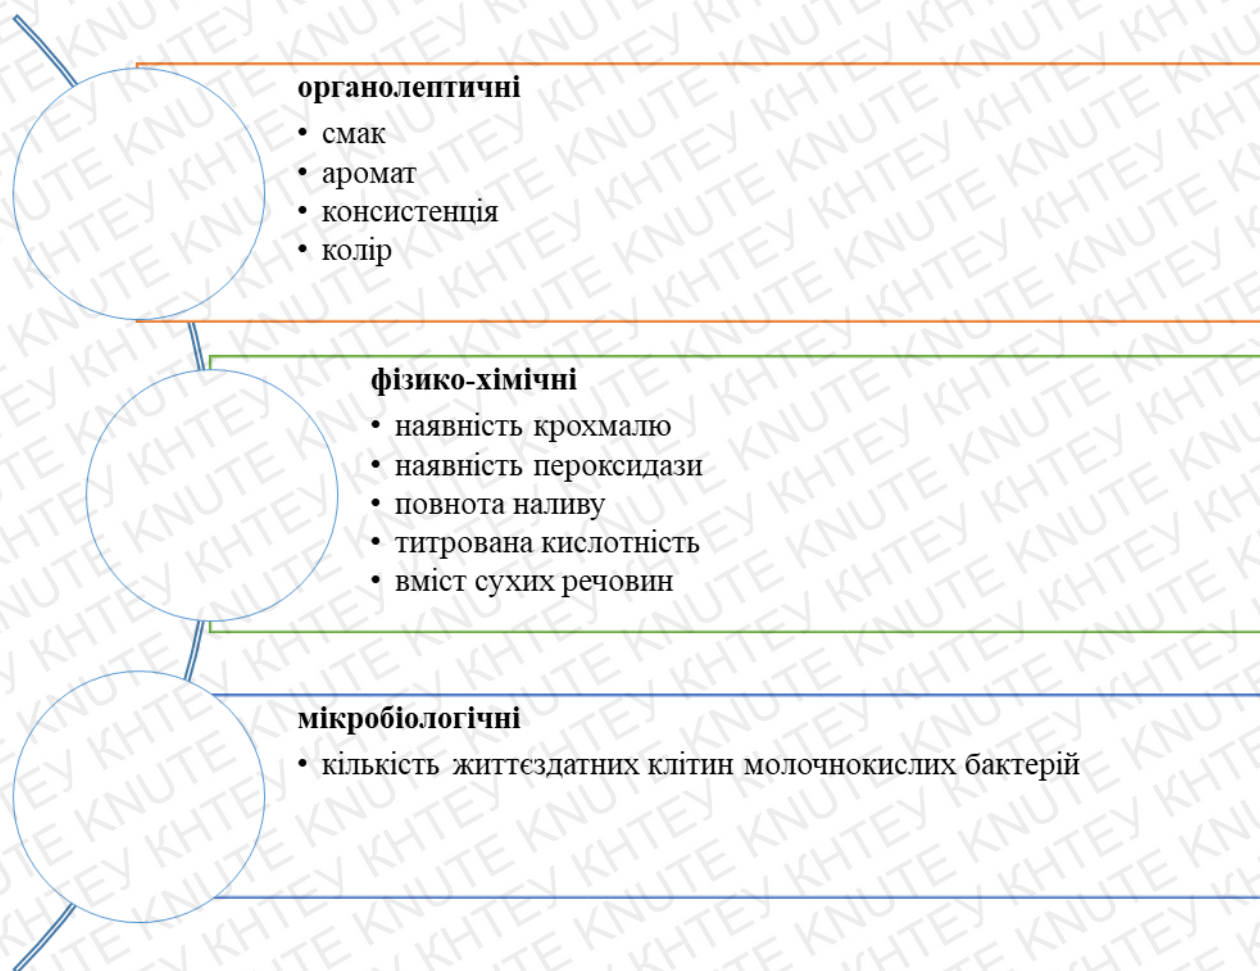 органолептичні
• смак
• аромат
• консистенція
• колір
фізико-хімічні
• наявність крохмалю
• наявність пероксидази
• повнота наливу
• титрована кислотність
• вміст сухих речовин
мікробіологічні
• кількість життєздатних клітин молочнокислих бактерій